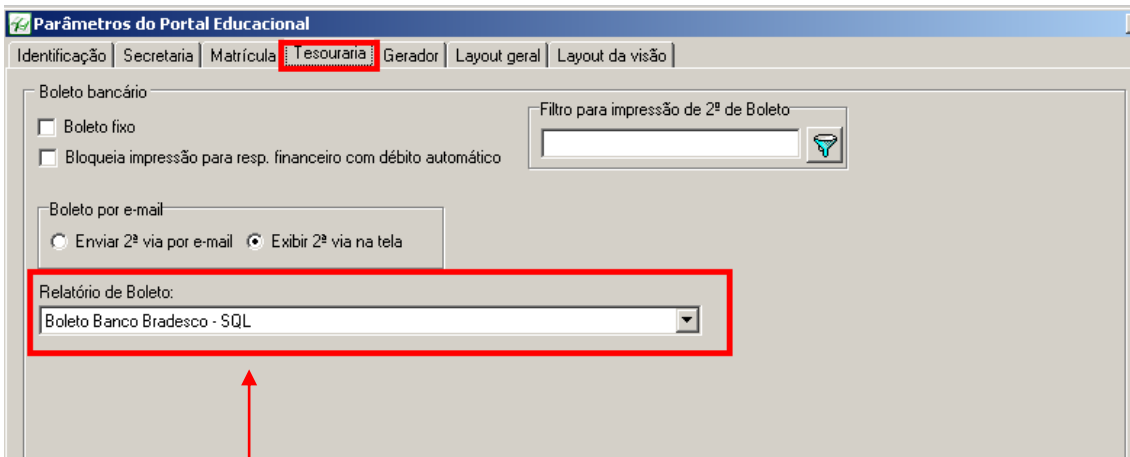 Parâmetros do Portal Educacional
Identificação Secretaria Matrícula Tesouraria Gerador Layout geral Layout da visão
Boleto bancário
Boleto fixo
Bloqueia impressão para resp. financeiro com débito automático
Filtro para impressão de 2ª de Boleto
Boleto por e-mail
Enviar 2ª via por e-mail Exibir 2ª via na tela
Relatório de Boleto:
Boleto Banco Bradesco - SQL